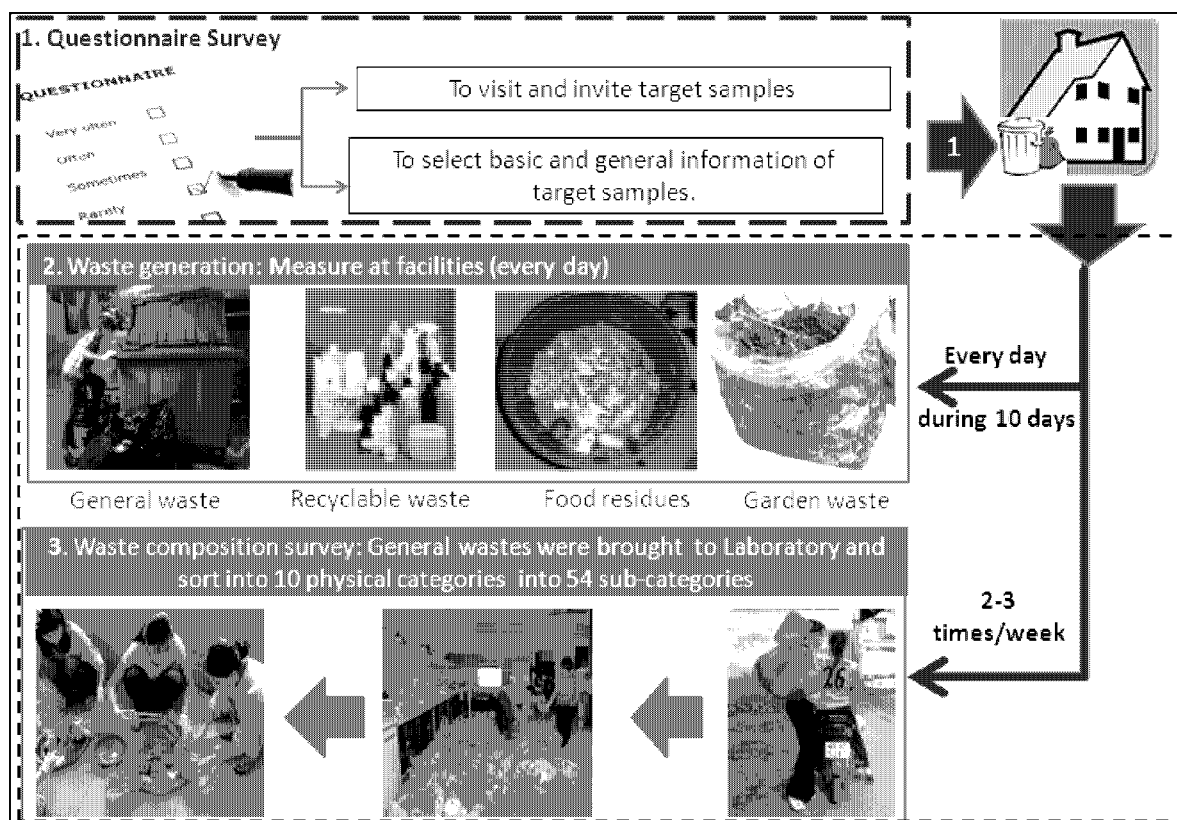 1. Questionnaire Survey
QUESTIONNAIRE
Very often
Often
Sometimes
Rarely
To visit and invite target samples
To select basic and general information of
target samples.
1
2. Waste generation: Measure at facilities (every day)
General waste
Recyclable waste
Food residues
Garden waste
Every day
during 10 days
3. Waste composition survey: General wastes were brought to Laboratory and
sort into 10 physical categories into 54 sub-categories
26
2-3
times/week